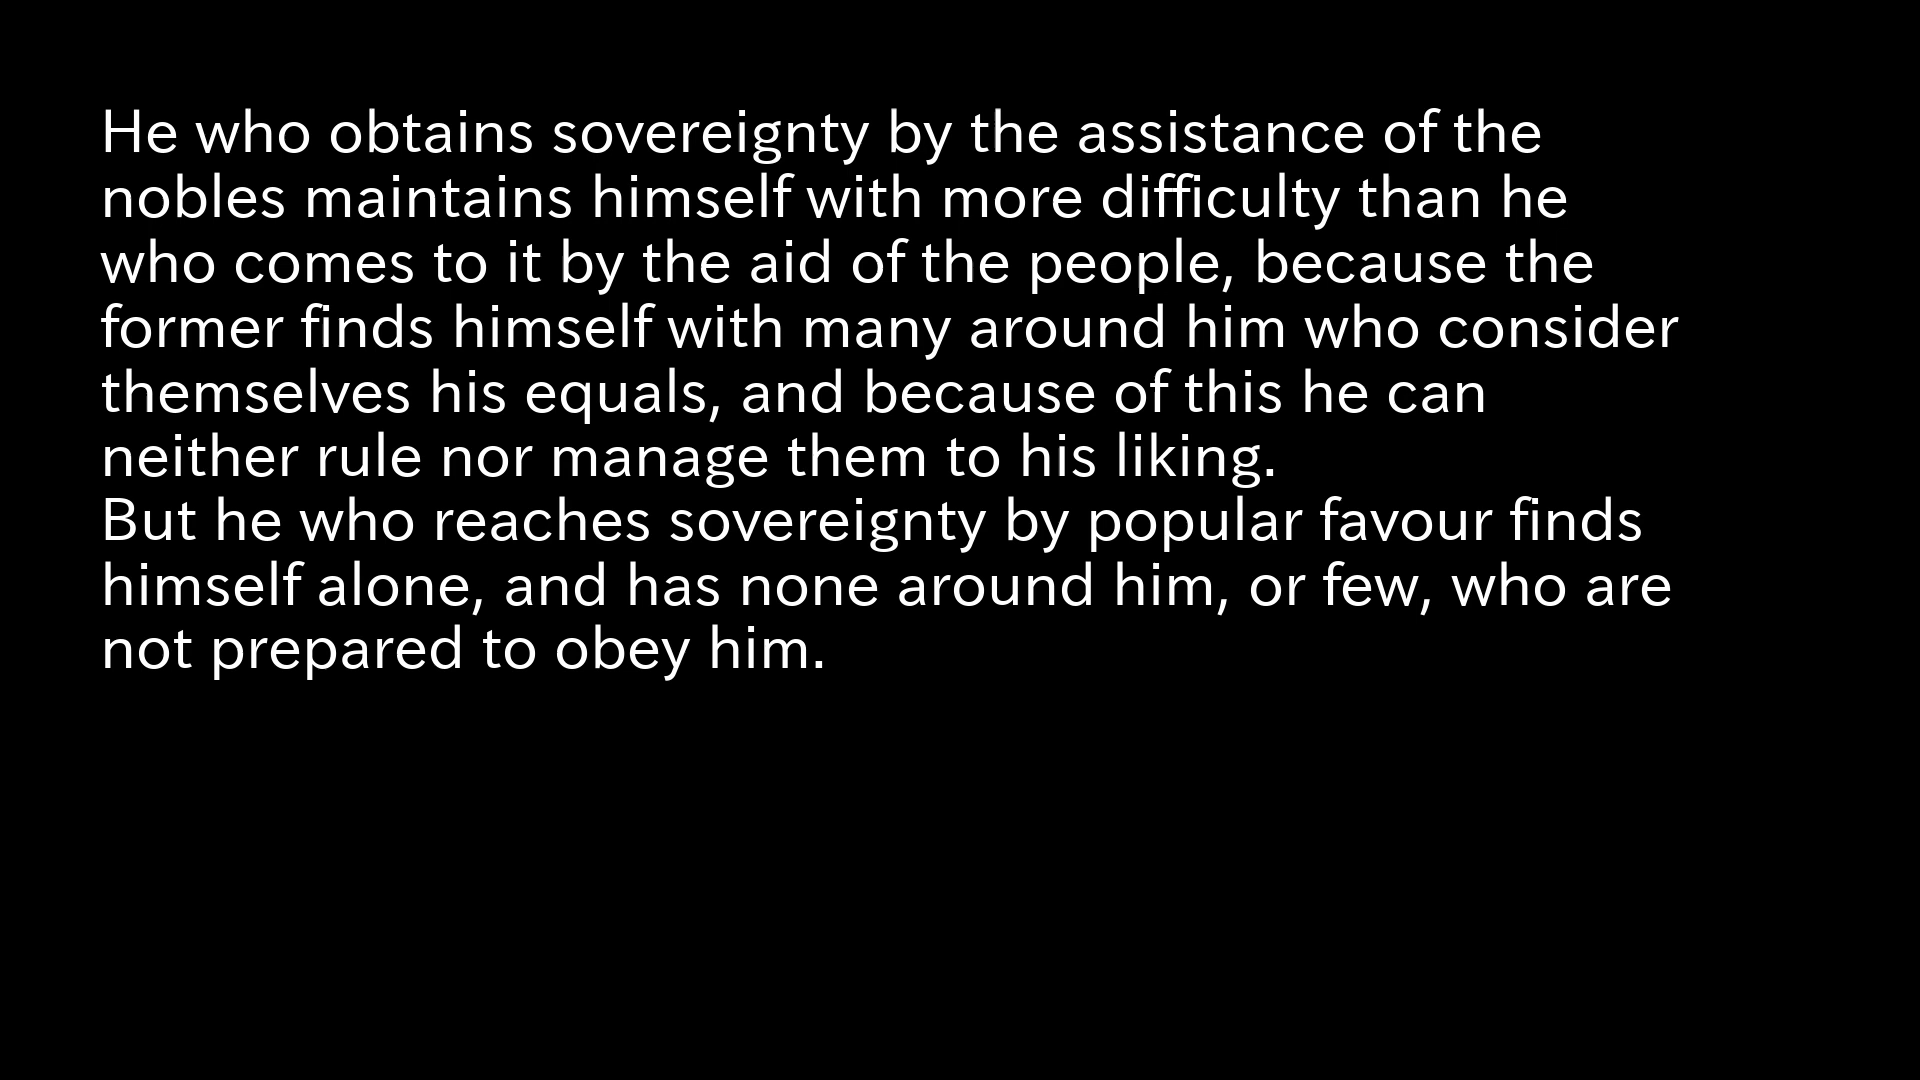 He who obtains sovereignty by the assistance of the
nobles maintains himself with more difficulty than he
who comes to it by the aid of the people, because the
former finds himself with many around him who consider
themselves his equals, and because of this he can
neither rule nor manage them to his liking.
But he who reaches sovereignty by popular favour finds
himself alone, and has none around him, or few, who are
not prepared to obey him.